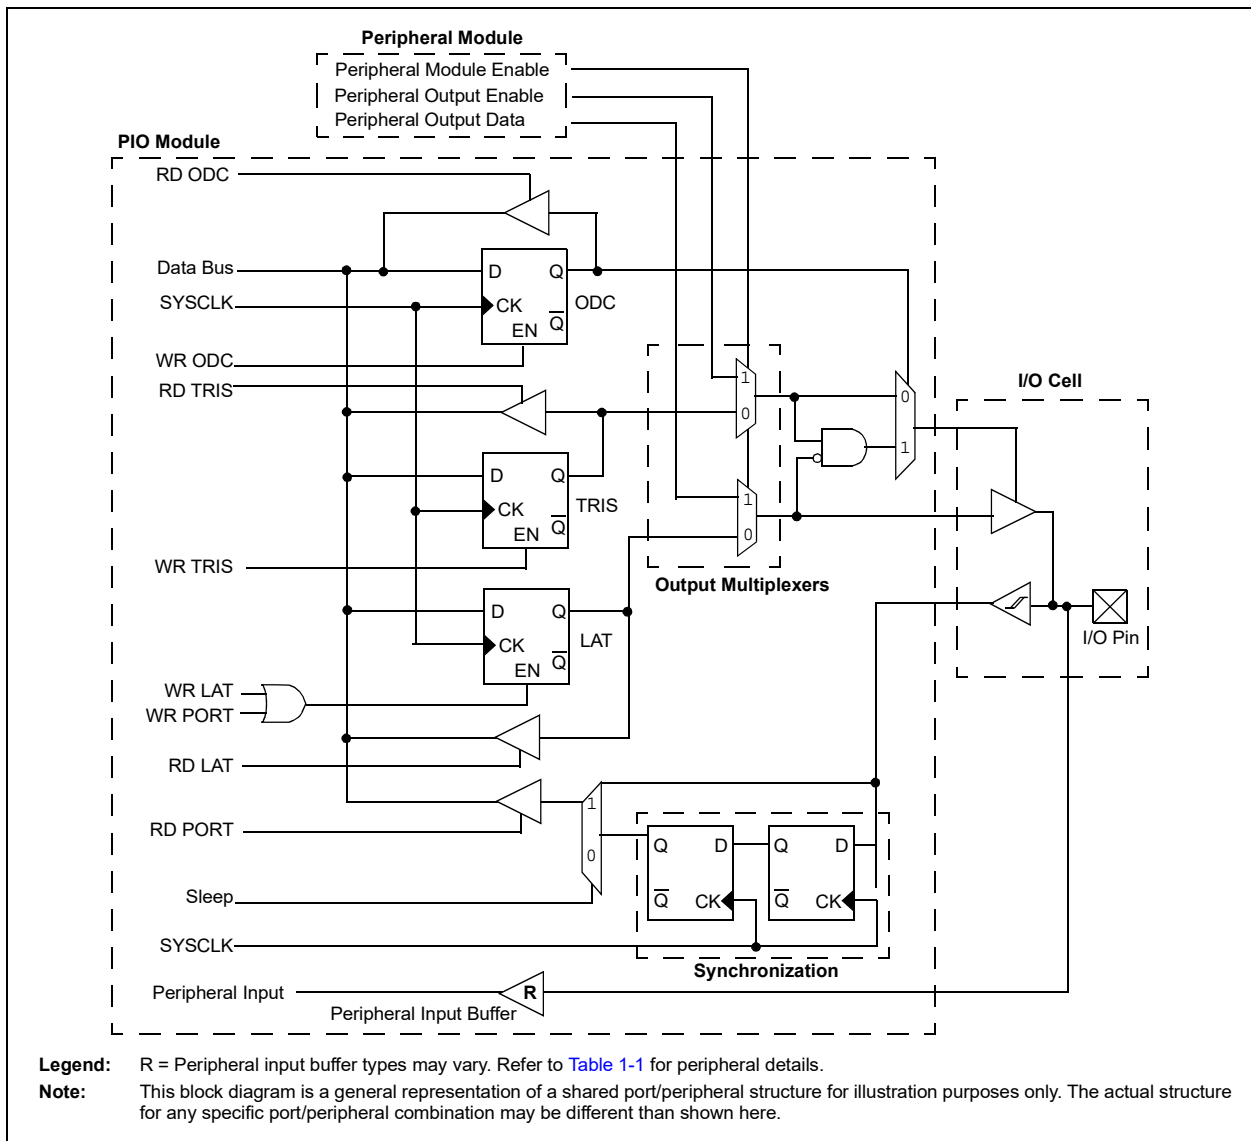 Peripheral Module
Peripheral Module Enable
Peripheral Output Enable
Peripheral Output Data
PIO Module
RD ODC
Data Bus
D Q
SYSCLK
CK
ODC
EN Q
WR ODC
RD TRIS
1
0
I/O Cell
0
1
D Q
CK
TRIS
EN Q
1
0
WR TRIS
Output Multiplexers
D Q
CK
LAT
EN Q
I/O Pin
WR LAT
WR PORT
RD LAT
1
RD PORT
0
Q D
Q D
Q CK
Q CK
Sleep
SYSCLK
Synchronization
Peripheral Input
R
Peripheral Input Buffer
Legend: R = Peripheral input buffer types may vary. Refer to Table 1-1 for peripheral details.
Note: This block diagram is a general representation of a shared port/peripheral structure for illustration purposes only. The actual structure
for any specific port/peripheral combination may be different than shown here.